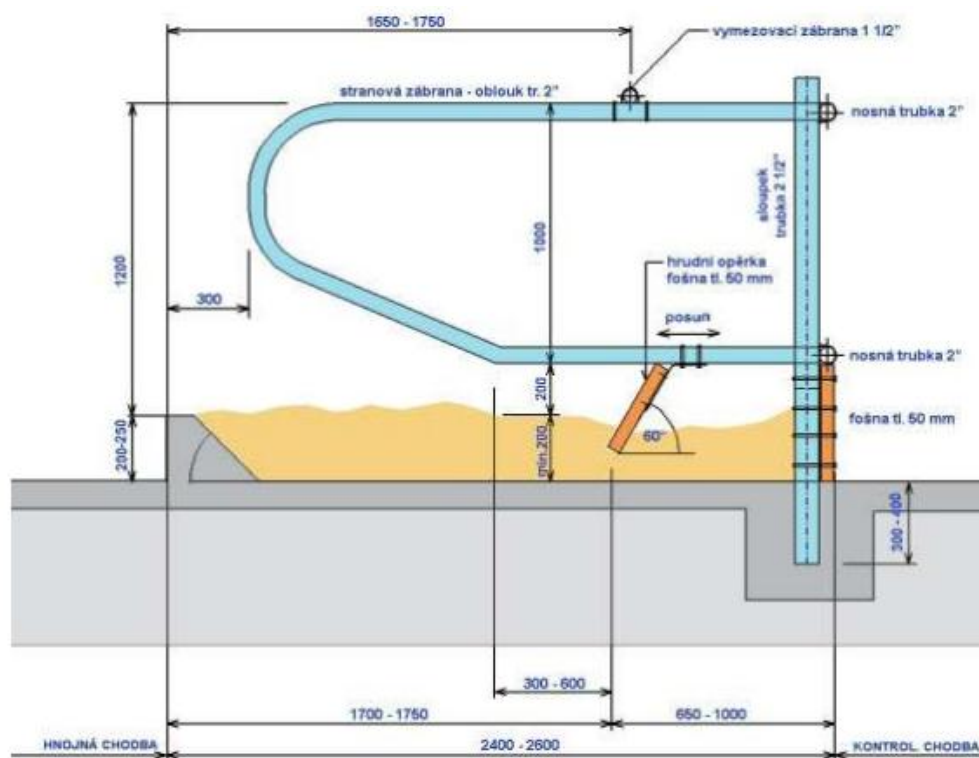 1650 - 1750
vymezovací zábrana 1 1/2"
stranová zábrana - oblouk tr. 2"
nosná trubka 2"
sloupek
trubka 2 1/2"
1200
1000
hrudní opěrka
fošna tl. 50 mm
300
posun
nosná trubka 2"
200
fošna tl. 50 mm
200-250
min.200
60°
300 - 400
300 - 600
1700 - 1750
650 - 1000
HNOJNÁ CHODBA
2400 - 2600
KONTROL. CHODBA